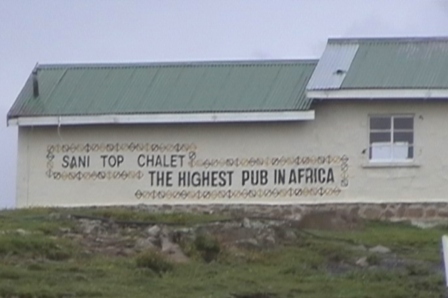 SANI TOP CHALET
THE HIGHEST PUB IN AFRICA